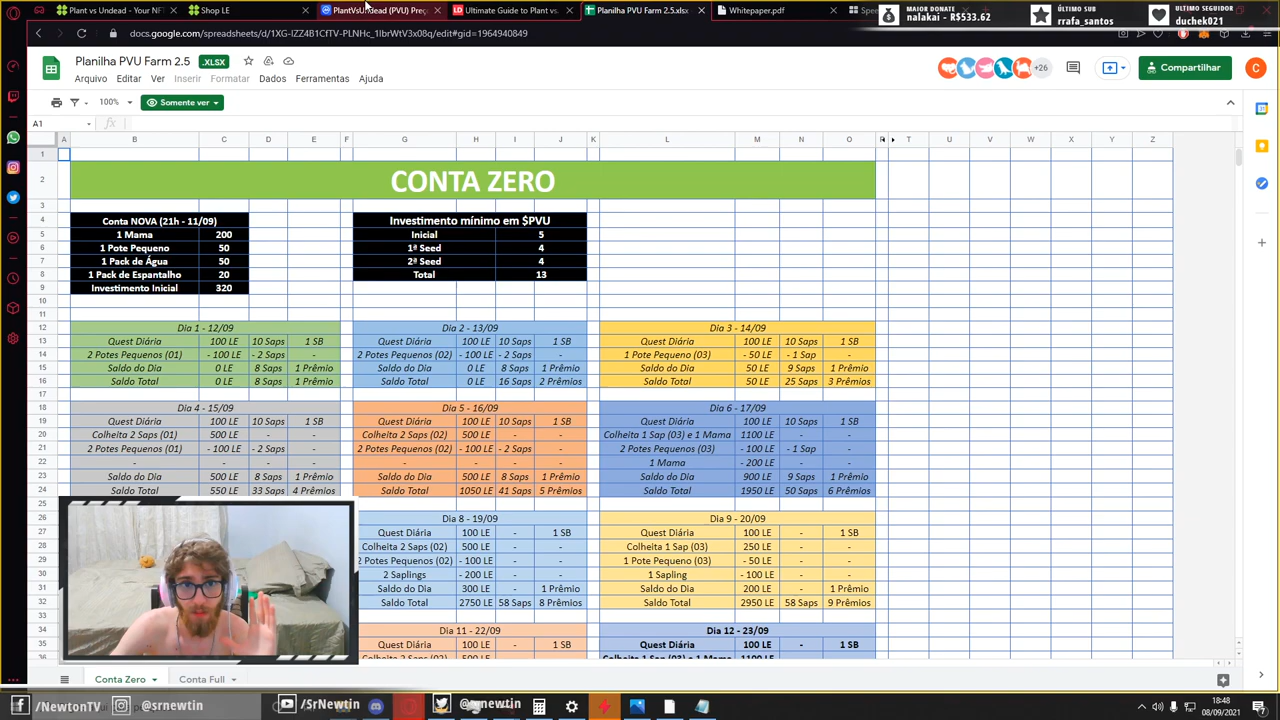 Plant vs Undead - Your NFT
Shop LE
PlantVsUndead (PVU) Preç
Ultimate Guide to Plant vs.
Planilha PVU Farm 2.5.xlsx
Whitepaper.pdf
MAIOR DONATE
nalakai - R$533.62
ÚLTIMO SUB
rrafa_santos
ÚLTIMO SEGUIDOR
duchek021
Planilha PVU Farm 2.5 .XLSX
Arquivo Editar Ver Inserir Formatar Dados Ferramentas Ajuda
+26
Compartilhar
C
100%
Somente ver
A1
fx
A B C D E F G H I J K L M N O T U V W X Y Z
CONTA ZERO
Conta NOVA (21h - 11/09)
1 Mama 200
1 Pote Pequeno 50
1 Pack de Água 50
1 Pack de Espantalho 20
Investimento Inicial 320
Investimento mínimo em $PVU
Inicial 5
1ª Seed 4
2ª Seed 4
Total 13
Dia 1 - 12/09
Quest Diária 100 LE 10 Saps 1 SB
2 Potes Pequenos (01) - 100 LE - 2 Saps -
Saldo do Dia 0 LE 8 Saps 1 Prêmio
Saldo Total 0 LE 8 Saps 1 Prêmio
Dia 2 - 13/09
Quest Diária 100 LE 10 Saps 1 SB
2 Potes Pequenos (02) - 100 LE - 2 Saps -
Saldo do Dia 0 LE 8 Saps 1 Prêmio
Saldo Total 0 LE 16 Saps 2 Prêmios
Dia 3 - 14/09
Quest Diária 100 LE 10 Saps 1 SB
1 Pote Pequeno (03) - 50 LE - 1 Sap -
Saldo do Dia 50 LE 9 Saps 1 Prêmio
Saldo Total 50 LE 25 Saps 3 Prêmios
Dia 4 - 15/09
Quest Diária 100 LE 10 Saps 1 SB
Colheita 2 Saps (01) 500 LE - -
2 Potes Pequenos (01) - 100 LE - 2 Saps -
- - - -
Saldo do Dia 500 LE 8 Saps 1 Prêmio
Saldo Total 550 LE 33 Saps 4 Prêmios
Dia 5 - 16/09
Quest Diária 100 LE 10 Saps 1 SB
Colheita 2 Saps (02) 500 LE - -
2 Potes Pequenos (02) - 100 LE - 2 Saps -
- - - -
Saldo do Dia 500 LE 8 Saps 1 Prêmio
Saldo Total 1050 LE 41 Saps 5 Prêmios
Dia 6 - 17/09
Quest Diária 100 LE 10 Saps 1 SB
Colheita 1 Sap (03) e 1 Mama 1100 LE - -
2 Potes Pequenos (03) - 100 LE - 1 Sap -
1 Mama - 200 LE - -
Saldo do Dia 900 LE 9 Saps 1 Prêmio
Saldo Total 1950 LE 50 Saps 6 Prêmios
Dia 8 - 19/09
Quest Diária 100 LE - 1 SB
Colheita 2 Saps (02) 500 LE - -
2 Potes Pequenos (02) - 100 LE - -
2 Saplings - 200 LE - -
Saldo do Dia 300 LE 1 Prêmio
Saldo Total 2750 LE 58 Saps 8 Prêmios
Dia 9 - 20/09
Quest Diária 100 LE - 1 SB
Colheita 1 Sap (03) 250 LE - -
1 Pote Pequeno (03) - 50 LE - -
1 Sapling - 100 LE - -
Saldo do Dia 200 LE 1 Prêmio
Saldo Total 2950 LE 58 Saps 9 Prêmios
Dia 11 - 22/09
Quest Diária 100 LE - 1 SB
Dia 12 - 23/09
Quest Diária 100 LE - 1 SB
Colheita 1 Sap (03) e 1 Mama 1100 LE
Conta Zero
Conta Full
/NewtonTV
@srnewtin
/SrNewtin
@srnewtin
18:48
08/09/2021